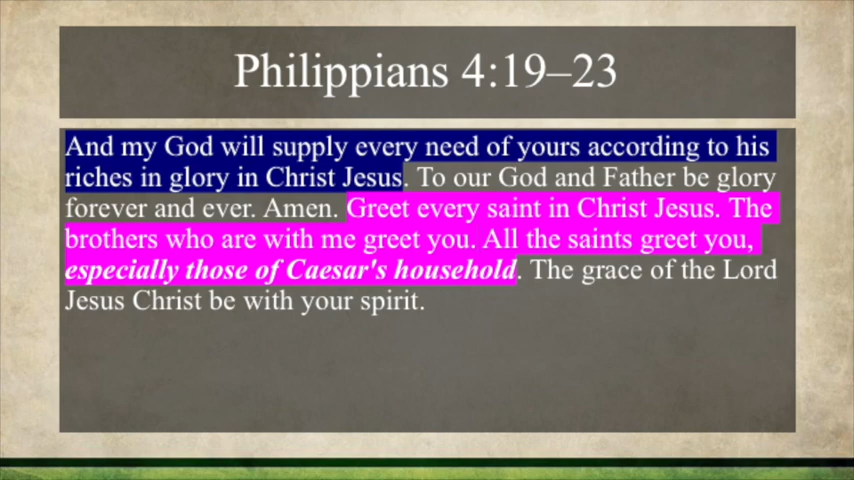 Philippians 4:19–23
And my God will supply every need of yours according to his
riches in glory in Christ Jesus. To our God and Father be glory
forever and ever. Amen. Greet every saint in Christ Jesus. The
brothers who are with me greet you. All the saints greet you,
especially those of Caesar's household. The grace of the Lord
Jesus Christ be with your spirit.